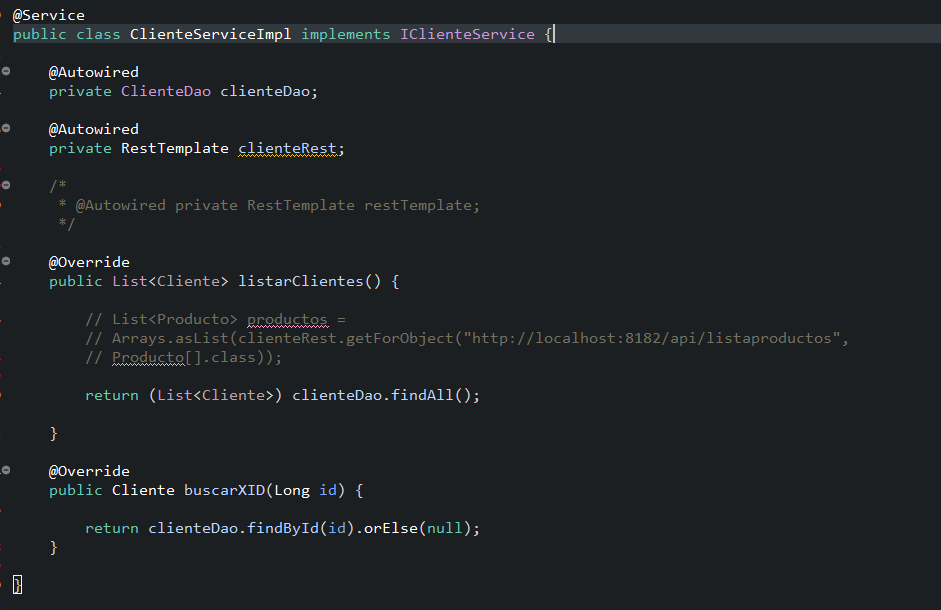 @Service
public class ClienteServiceImpl implements IClienteService {
@Autowired
private ClienteDao clienteDao;
@Autowired
private RestTemplate clienteRest;
/*
* @Autowired private RestTemplate restTemplate;
*/
@Override
public List<Cliente> listarClientes() {
// List<Producto> productos =
// Arrays.asList(clienteRest.getForObject("http://localhost:8182/api/listaproductos",
// Producto[].class));
return (List<Cliente>) clienteDao.findAll();
}
@Override
public Cliente buscarXID(Long id) {
return clienteDao.findById(id).orElse(null);
}
}